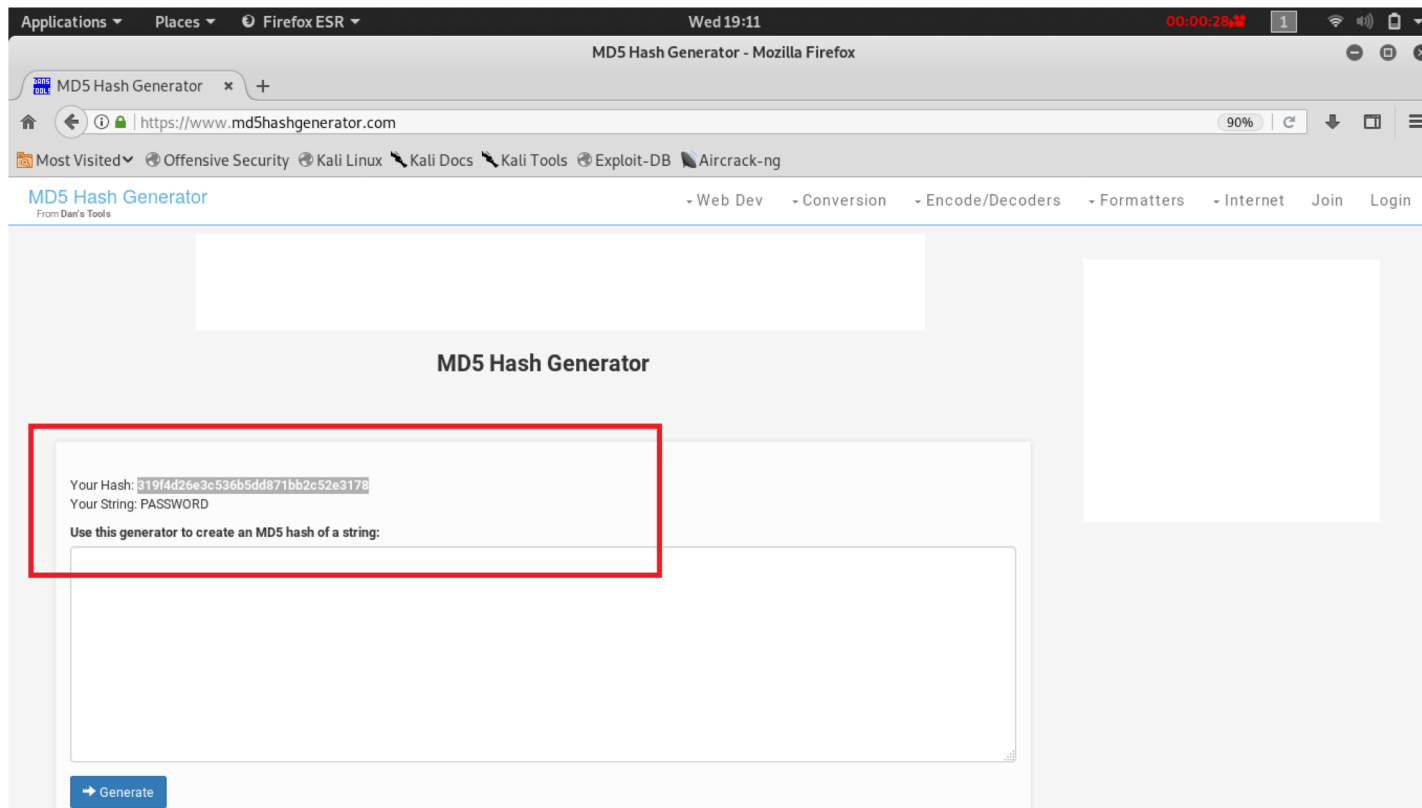 Applications Places Firefox ESR Wed 19:11 00:00:28 1
MD5 Hash Generator - Mozilla Firefox
MD5 Hash Generator
https://www.md5hashgenerator.com 90%
Most Visited Offensive Security Kali Linux Kali Docs Kali Tools Exploit-DB Aircrack-ng
MD5 Hash Generator Web Dev Conversion Encode/Decoders Formatters Internet Join Login
From Dan's Tools
MD5 Hash Generator
Your Hash: 319f4d26e3c536b5dd871bb2c52e3178
Your String: PASSWORD
Use this generator to create an MD5 hash of a string:
Generate